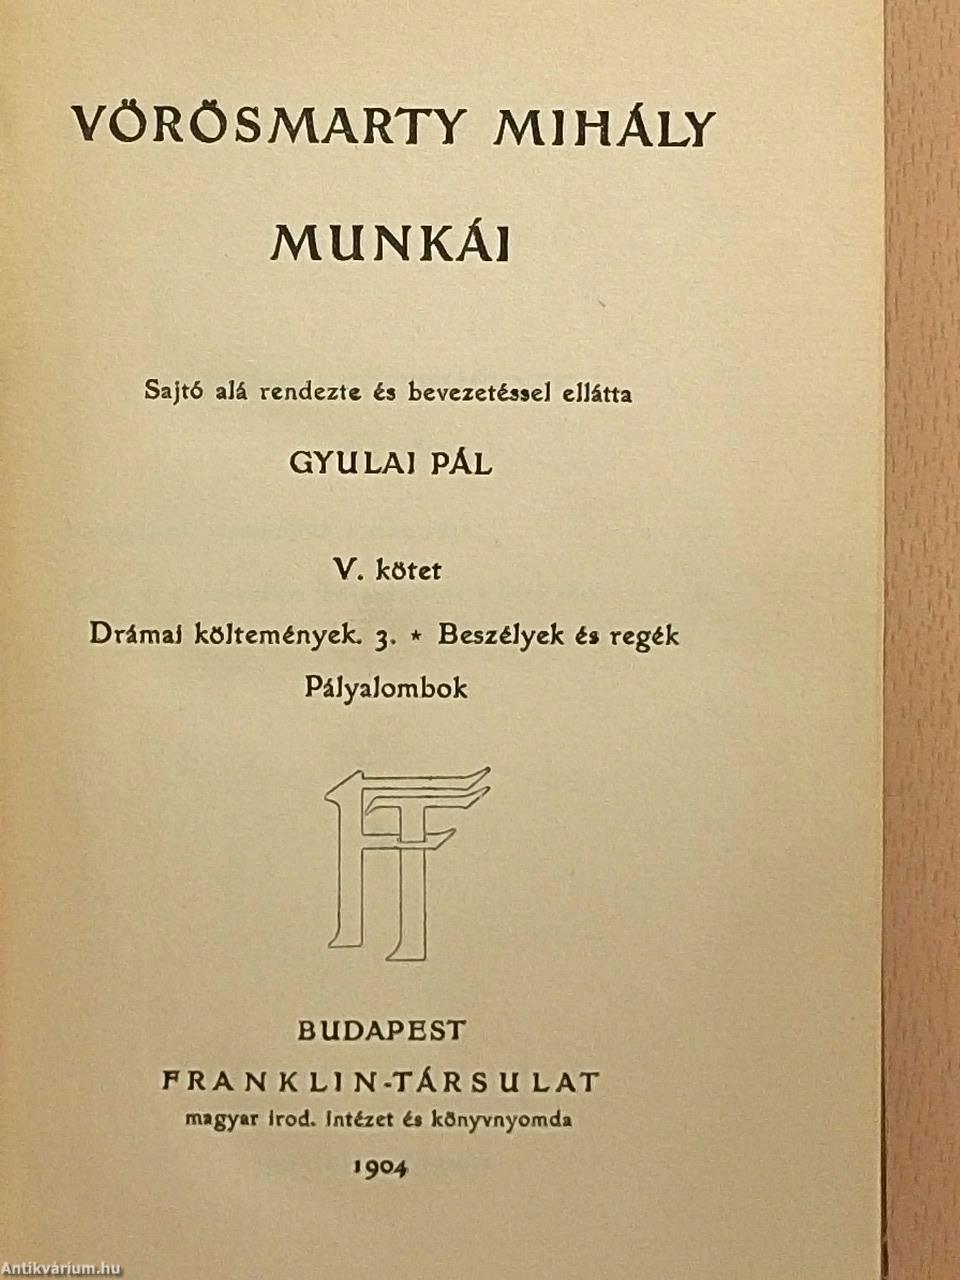 VÖRÖSMARTY MIHÁLY
MUNKÁI
Sajtó alá rendezte és bevezetéssel ellátta
GYULAI PÁL
V. kötet
Drámai költemények. 3. * Beszélyek és regék
Pályalombok
FT
BUDAPEST
FRANKLIN-TÁRSULAT
magyar irod. intézet és könyvnyomda
1904
Antikvárium.hu